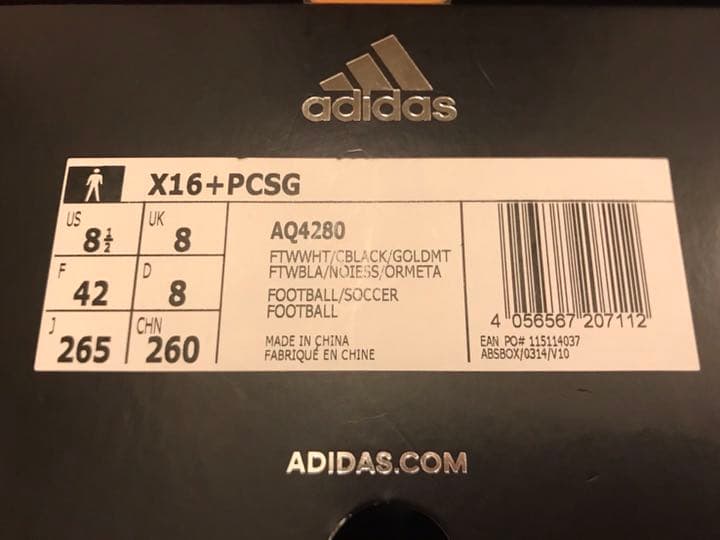 adidas
X16+PCSG
US 8½ UK 8
F 42 D 8
J 265 CHN 260
AQ4280
FTWWHT/CBLACK/GOLDMT
FTWBLA/NOIESS/ORMETA
FOOTBALL/SOCCER
FOOTBALL
MADE IN CHINA
FABRIQUÉ EN CHINE
4 056567 207112
EAN PO# 115114037
ABSBOX/0314/V10
ADIDAS.COM